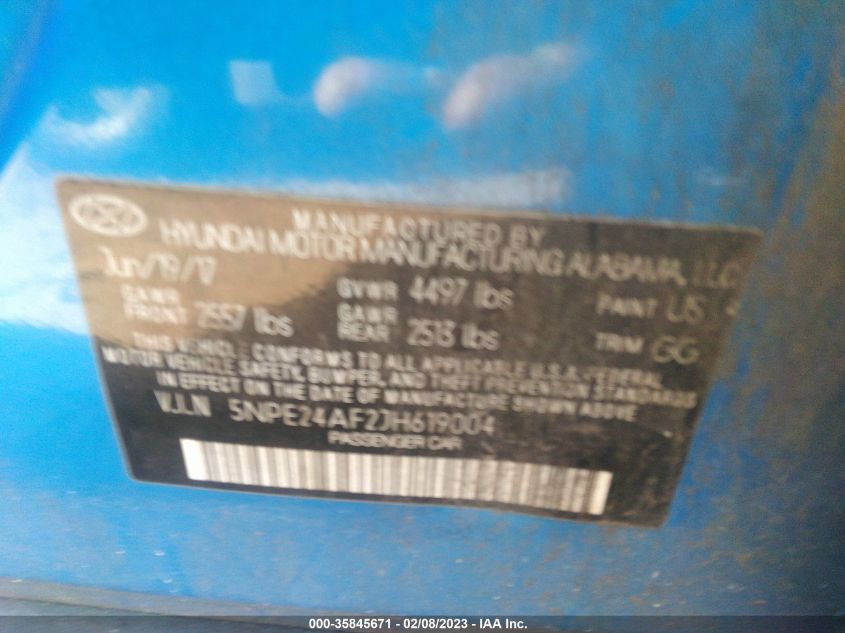 MANUFACTURED BY
HYUNDAI MOTOR MANUFACTURING ALABAMA, LLC
Jun/19/17
GAWR FRONT 2557 lbs GVWR 4497 lbs PAINT US
GAWR REAR 2513 lbs TRIM GG
THIS VEHICLE CONFORMS TO ALL APPLICABLE U.S.A. FEDERAL
MOTOR VEHICLE SAFETY, BUMPER, AND THEFT PREVENTION STANDARDS
IN EFFECT ON THE DATE OF MANUFACTURE SHOWN ABOVE.
V.I.N 5NPE24AF2JH619004
PASSENGER CAR
000-35845671 - 02/08/2023 - IAA Inc.